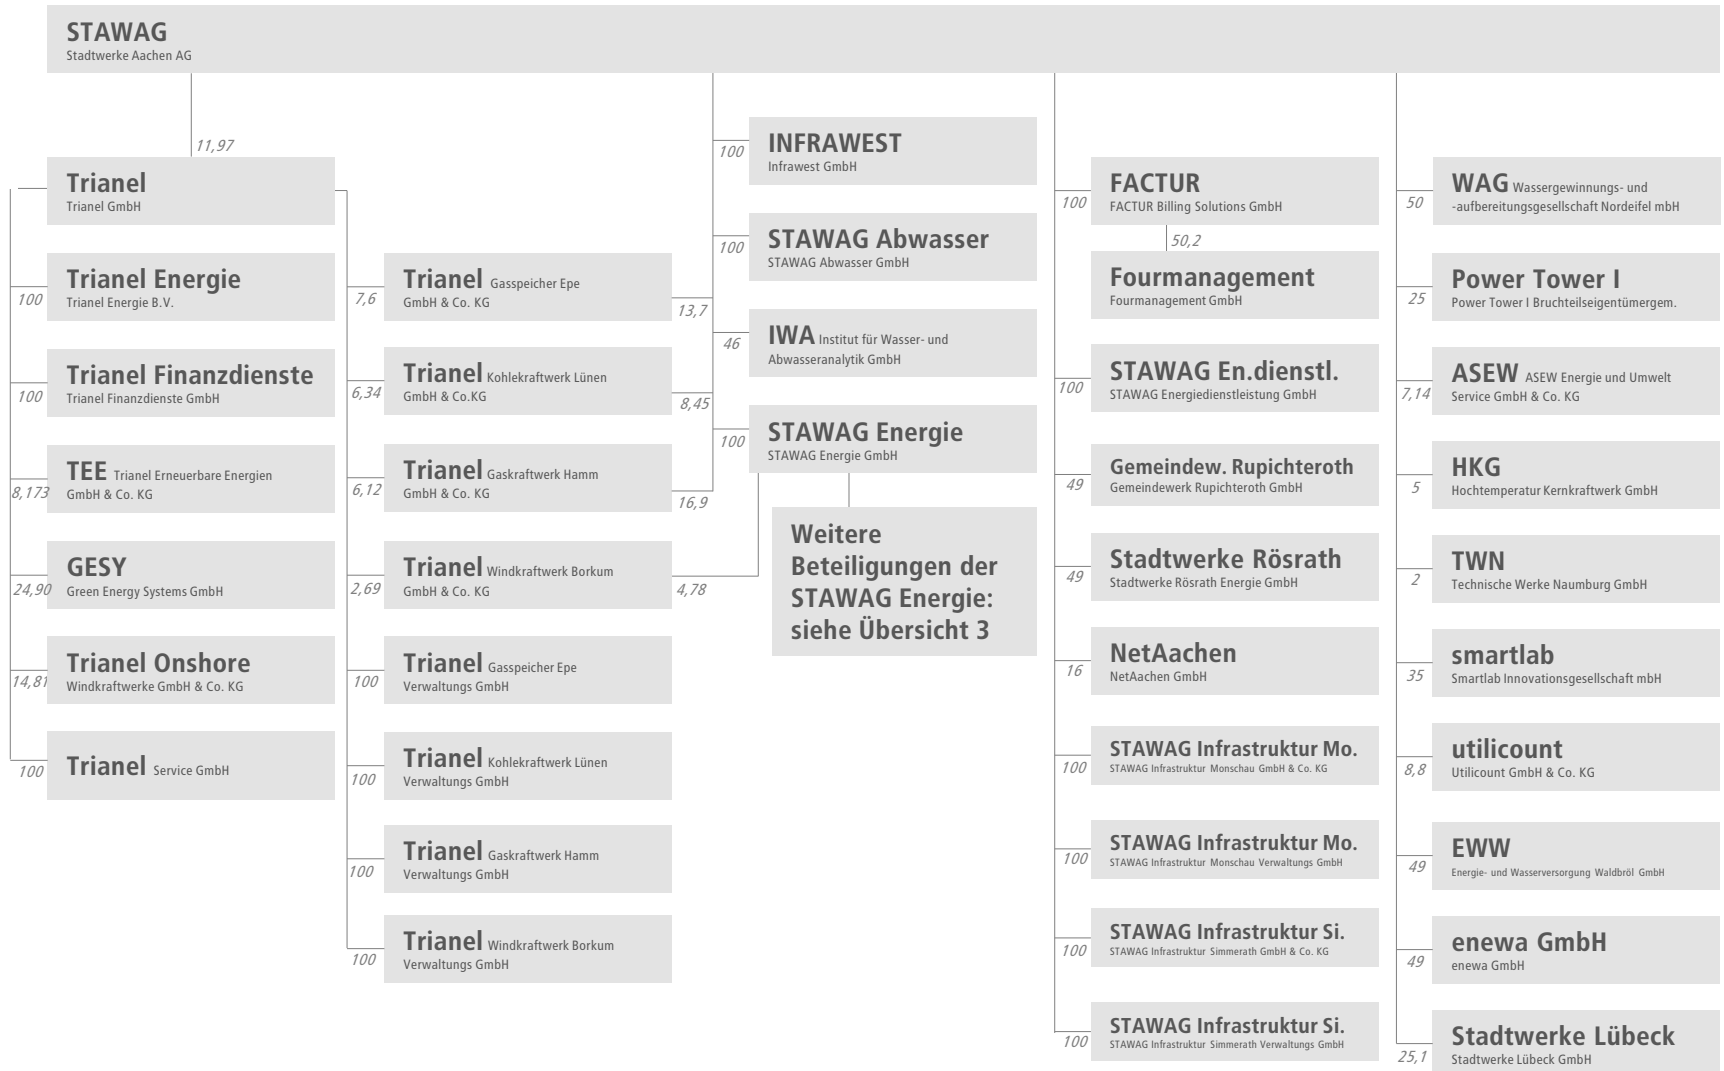 STAWAG
Stadtwerke Aachen AG
11,97
Trianel
Trianel GmbH
100
Trianel Energie
Trianel Energie B.V.
100
Trianel Finanzdienste
Trianel Finanzdienste GmbH
8,173
TEE Trianel Erneuerbare Energien
GmbH & Co. KG
24,90
GESY
Green Energy Systems GmbH
14,81
Trianel Onshore
Windkraftwerke GmbH & Co. KG
100
Trianel Service GmbH
7,6
Trianel Gasspeicher Epe
GmbH & Co. KG
13,7
6,34
Trianel Kohlekraftwerk Lünen
GmbH & Co.KG
8,45
6,12
Trianel Gaskraftwerk Hamm
GmbH & Co. KG
16,9
2,69
Trianel Windkraftwerk Borkum
GmbH & Co. KG
4,78
100
Trianel Gasspeicher Epe
Verwaltungs GmbH
100
Trianel Kohlekraftwerk Lünen
Verwaltungs GmbH
100
Trianel Gaskraftwerk Hamm
Verwaltungs GmbH
100
Trianel Windkraftwerk Borkum
Verwaltungs GmbH
100
INFRAWEST
Infrawest GmbH
100
STAWAG Abwasser
STAWAG Abwasser GmbH
46
IWA Institut für Wasser- und
Abwasseranalytik GmbH
100
STAWAG Energie
STAWAG Energie GmbH
Weitere
Beteiligungen der
STAWAG Energie:
siehe Übersicht 3
100
FACTUR
FACTUR Billing Solutions GmbH
50,2
Fourmanagement
Fourmanagement GmbH
100
STAWAG En.dienstl.
STAWAG Energiedienstleistung GmbH
49
Gemeindew. Rupichteroth
Gemeindewerk Rupichteroth GmbH
49
Stadtwerke Rösrath
Stadtwerke Rösrath Energie GmbH
16
NetAachen
NetAachen GmbH
100
STAWAG Infrastruktur Mo.
STAWAG Infrastruktur Monschau GmbH & Co. KG
100
STAWAG Infrastruktur Mo.
STAWAG Infrastruktur Monschau Verwaltungs GmbH
100
STAWAG Infrastruktur Si.
STAWAG Infrastruktur Simmerath GmbH & Co. KG
100
STAWAG Infrastruktur Si.
STAWAG Infrastruktur Simmerath Verwaltungs GmbH
50
WAG Wassergewinnungs- und
-aufbereitungsgesellschaft Nordeifel mbH
25
Power Tower I
Power Tower I Bruchteilseigentümergem.
7,14
ASEW ASEW Energie und Umwelt
Service GmbH & Co. KG
5
HKG
Hochtemperatur Kernkraftwerk GmbH
2
TWN
Technische Werke Naumburg GmbH
35
smartlab
Smartlab Innovationsgesellschaft mbH
8,8
utilicount
Utilicount GmbH & Co. KG
49
EWW
Energie- und Wasserversorgung Waldbröl GmbH
49
enewa GmbH
enewa GmbH
25,1
Stadtwerke Lübeck
Stadtwerke Lübeck GmbH